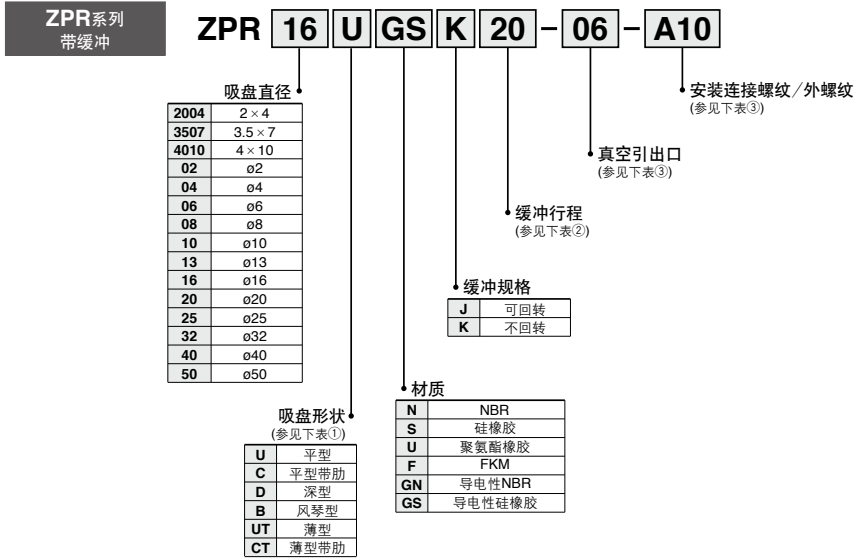 ZPR系列
带缓冲
ZPR 16 U GS K 20 - 06 - A10
安装连接螺纹/外螺纹
(参见下表③)
真空引出口
(参见下表③)
缓冲行程
(参见下表②)
缓冲规格
J 可回转
K 不回转
材质
N NBR
S 硅橡胶
U 聚氨酯橡胶
F FKM
GN 导电性NBR
GS 导电性硅橡胶
吸盘直径
2004 2×4
3507 3.5×7
4010 4×10
02 ø2
04 ø4
06 ø6
08 ø8
10 ø10
13 ø13
16 ø16
20 ø20
25 ø25
32 ø32
40 ø40
50 ø50
吸盘形状
(参见下表①)
U 平型
C 平型带肋
D 深型
B 风琴型
UT 薄型
CT 薄型带肋